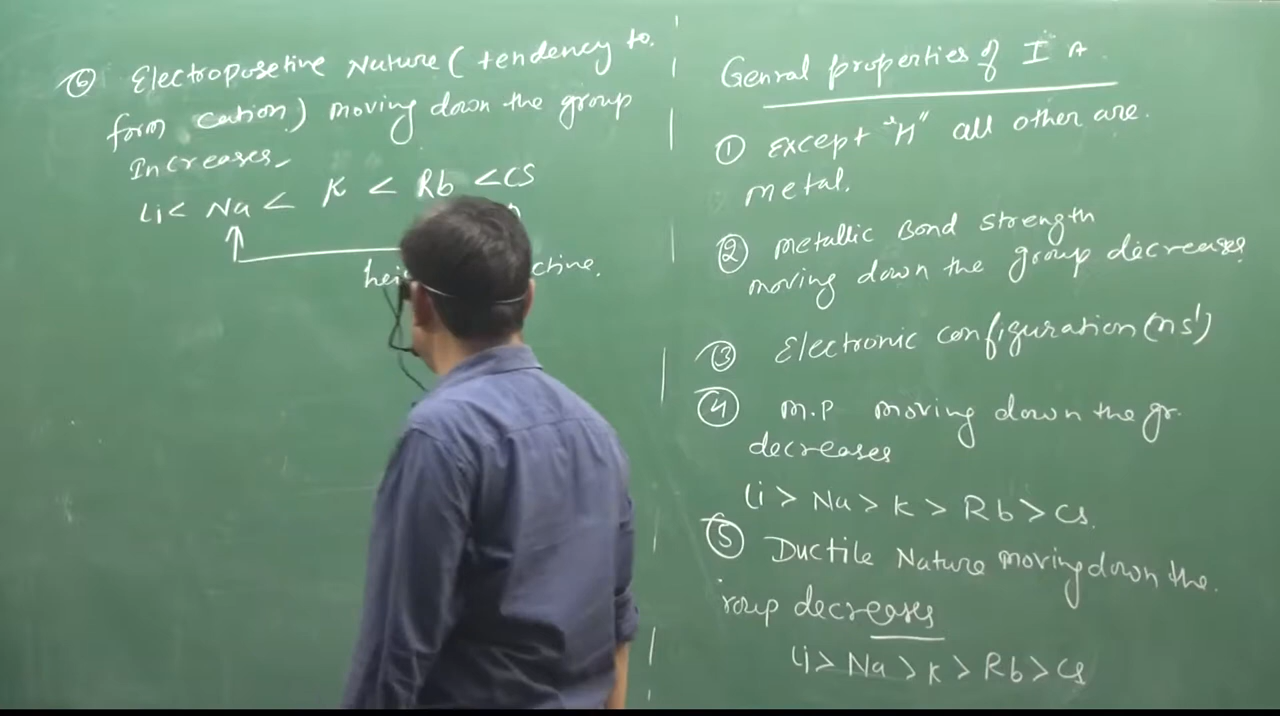 ⑥ Electroposetive Nature ( tendency to.
form cation) moving down the group
Increases
Li < Na < K < Rb < Cs
Genral properties of I A
① Except "H" all other are.
metal.
② metallic Bond strength
moving down the group decreases
③ Electronic configuration (ns¹)
④ m.p moving down the gr.
decreases
Li > Na > K > Rb > Cs.
⑤ Ductile Nature moving down the.
roup decreases
Li > Na > K > Rb > Cs